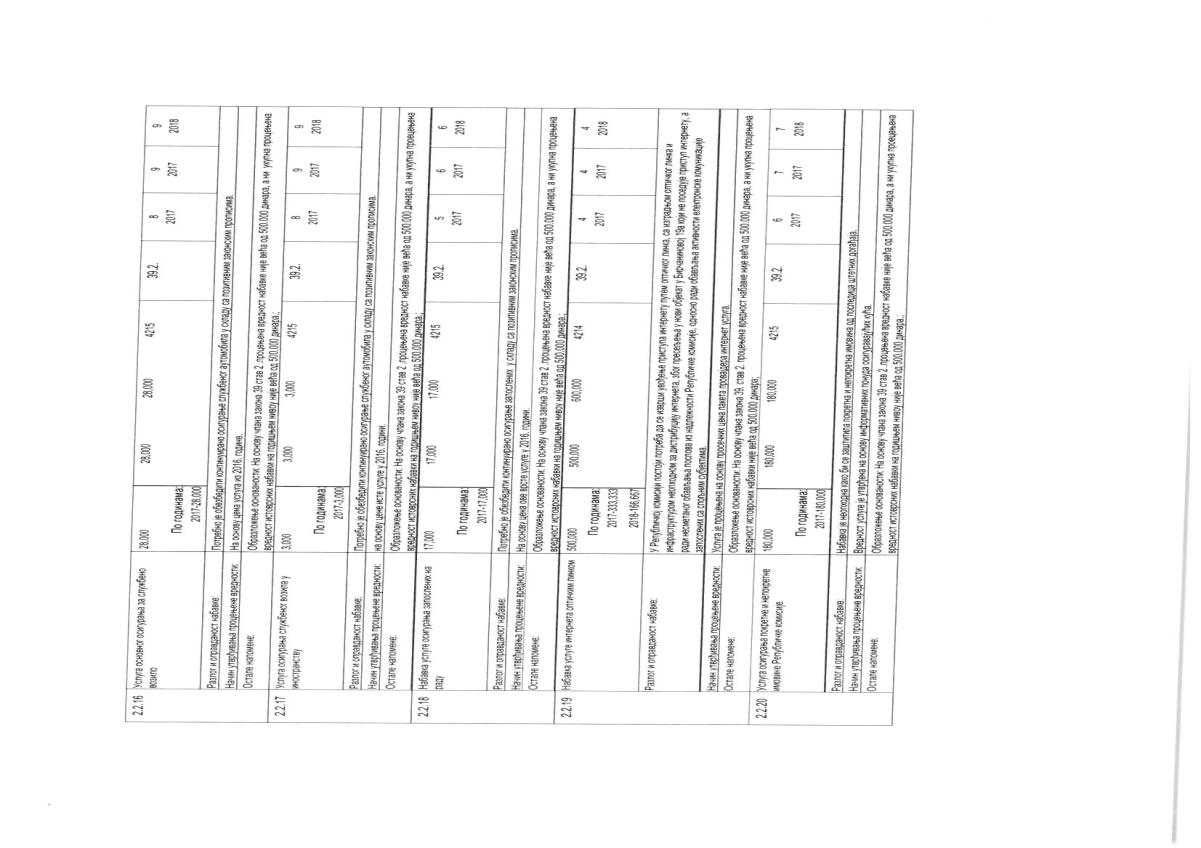 2.2.16 Услуга основног осигурања за службено 28,000 28,000 28,000 4215 39.2. 8 9 9
возило 2017 2017 2018
По годинама:
2017-28,000
Разлог и оправданост набавке: Потребно је обезбедити континуирано осигурање службеног аутомобила у складу са позитивним законским прописима.
Начин утврђивања процењене вредности: На основу цена услуга из 2016. године.
Остале напомене: Образложење основаности: На основу члана закона 39 став 2. процењена вредност набавке није већа од 500.000 динара, а ни укупна процењена
вредност истоврсних набавки на годишњем нивоу није већа од 500.000 динара.;
2.2.17 Услуга осигурања службеног возила у 3,000 3,000 3,000 4215 39.2. 8 9 9
иностранству 2017 2017 2018
По годинама:
2017-3,000
Разлог и оправданост набавке: Потребно је обезбедити континуирано осигурање службеног аутомобила у складу са позитивним законским прописима.
Начин утврђивања процењене вредности: на основу цене исте услуге у 2016. години.
Остале напомене: Образложење основаности: На основу члана закона 39 став 2. процењена вредност набавке није већа од 500.000 динара, а ни укупна процењена
вредност истоврсних набавки на годишњем нивоу није већа од 500.000 динара.;
2.2.18 Набавка услуге осигурања запослених на 17,000 17,000 17,000 4215 39.2. 5 6 6
раду 2017 2017 2018
По годинама:
2017-17,000
Разлог и оправданост набавке: Потребно је обезбедити континуирано осигурање запослених у складу са позитивним законским прописима.
Начин утврђивања процењене вредности: На основу цена ове врсте услуге у 2016. години.
Остале напомене: Образложење основаности: На основу члана закона 39 став 2. процењена вредност набавке није већа од 500.000 динара, а ни укупна процењена
вредност истоврсних набавки на годишњем нивоу није већа од 500.000 динара.;
2.2.19 Набавка услуге интернета оптичким линком 500,000 500,000 600,000 4214 39.2. 4 4 4
2017 2017 2018
По годинама:
2017-333,333
2018-166,667
Разлог и оправданост набавке: У Републичкој комисији постоји потреба да се изврши увођење приступа интернету путем оптичког линка, са изградњом оптичког линка и
инфраструктуром неопходном за дистрибуцију интернета, због пресељења у нови објекат у Бирчаниновој 19а који не поседује приступ интернету, а
ради несметаног обављања послова из надлежности Републичке комисије, односно ради обављања активности електронске комуникације
запослених са спољним субјектима.
Начин утврђивања процењене вредности: Услуга је процењена на основу просечних цена пакета провајдера интернет услуга.
Остале напомене: Образложење основаности: На основу члана закона 39. став 2. процењена вредност набавке није већа од 500.000 динара, а ни укупна процењена
вредност истоврсних набавки није већа од 500.000 динара;
2.2.20 Услуга осигурања покретне и непокретне 180,000 180,000 180,000 4215 39.2. 6 7 7
имовине Републичке комисије 2017 2017 2018
По годинама:
2017-180,000
Разлог и оправданост набавке: Набавка је неопходна како би се заштитила покретна и непокретна имовина од последица штетних догађаја.
Начин утврђивања процењене вредности: Вредност услуге је утврђена на основу информативних понуда осигуравајућих кућа.
Остале напомене: Образложење основаности: На основу члана закона 39 став 2. процењена вредност набавке није већа од 500.000 динара, а ни укупна процењена
вредност истоврсних набавки на годишњем нивоу није већа од 500.000 динара.;